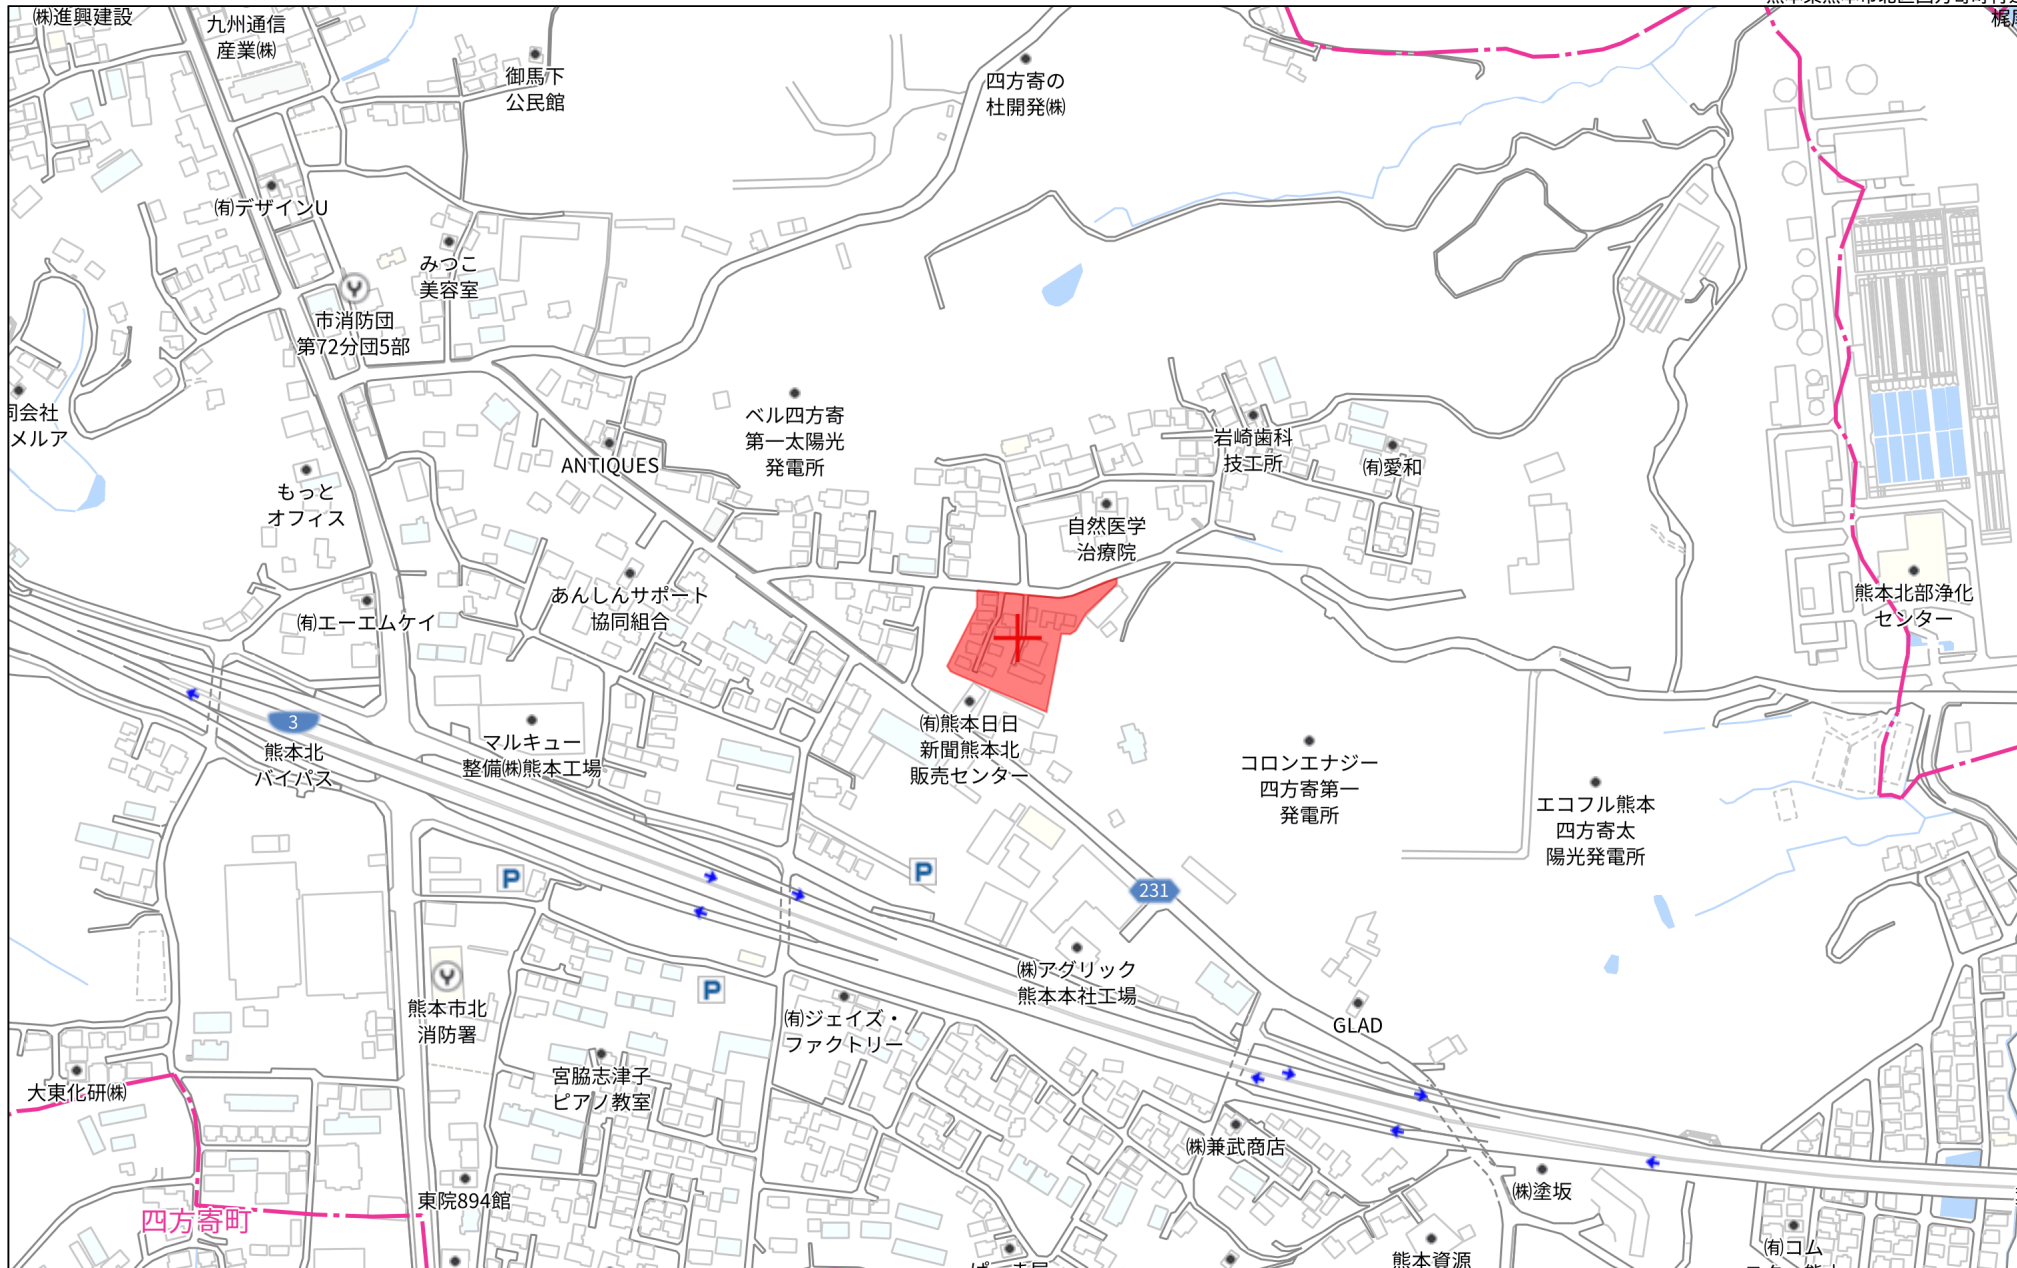 ㈱進興建設
九州通信
産業㈱
御馬下
公民館
四方寄の
杜開発㈱
㈲デザインU
みつこ
美容室
市消防団
第72分団5部
同会社
メルア
もっと
オフィス
ANTIQUES
ベル四方寄
第一太陽光
発電所
岩崎歯科
技工所
㈲愛和
自然医学
治療院
あんしんサポート
協同組合
㈲エーエムケイ
熊本北部浄化
センター
3
熊本北
バイパス
マルキュー
整備㈱熊本工場
㈲熊本日日
新聞熊本北
販売センター
コロンエナジー
四方寄第一
発電所
エコフル熊本
四方寄太
陽光発電所
P
P
231
㈱アグリック
熊本本社工場
P
熊本市北
消防署
㈲ジェイズ・
ファクトリー
GLAD
宮脇志津子
ピアノ教室
大東化研㈱
㈱兼武商店
㈱塗坂
東院894館
四方寄町
㈲コム
熊本資源